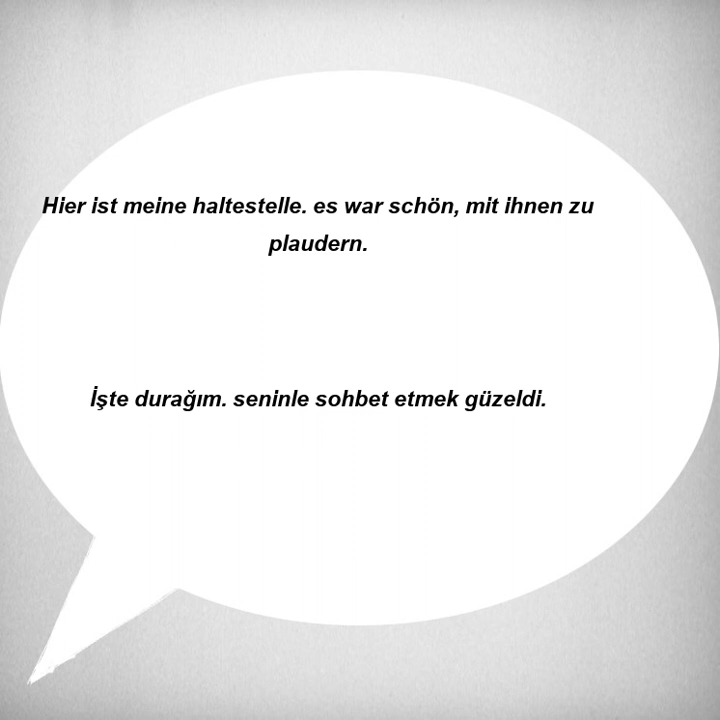 Hier ist meine haltestelle. es war schön, mit ihnen zu
plaudern.
İşte durağım. seninle sohbet etmek güzeldi.